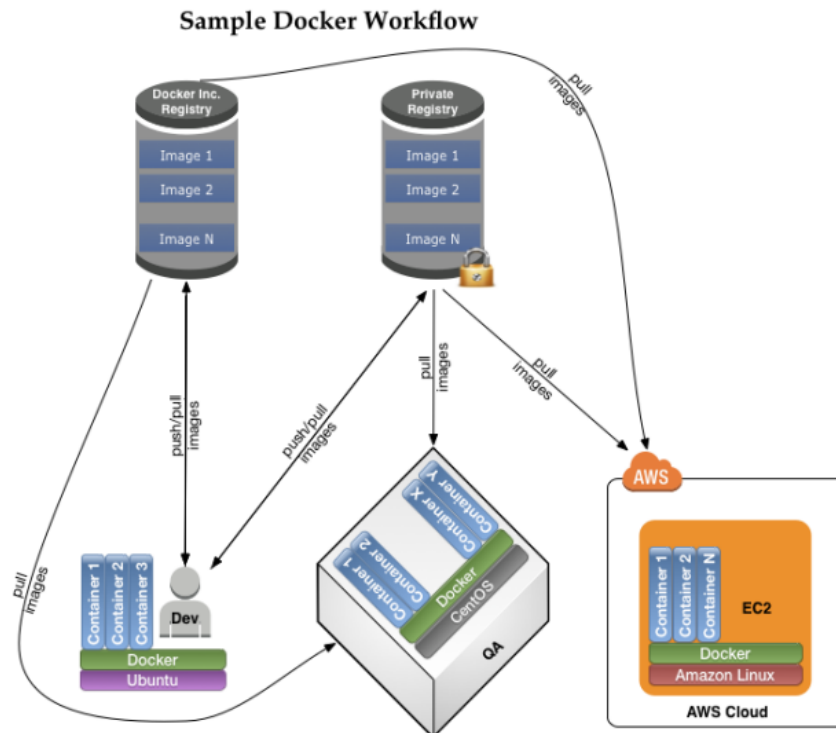 Sample Docker Workflow
Docker Inc.
Registry
Image 1
Image 2
Image N
Private
Registry
Image 1
Image 2
Image N
pull
images
push/pull
images
push/pull
images
pull
images
pull
images
pull
images
Container 1
Container 2
Container 3
Dev
Docker
Ubuntu
Container 1
Container 2
Container X
Container Y
Docker
CentOS
QA
AWS
Container 1
Container 2
Container N
EC2
Docker
Amazon Linux
AWS Cloud